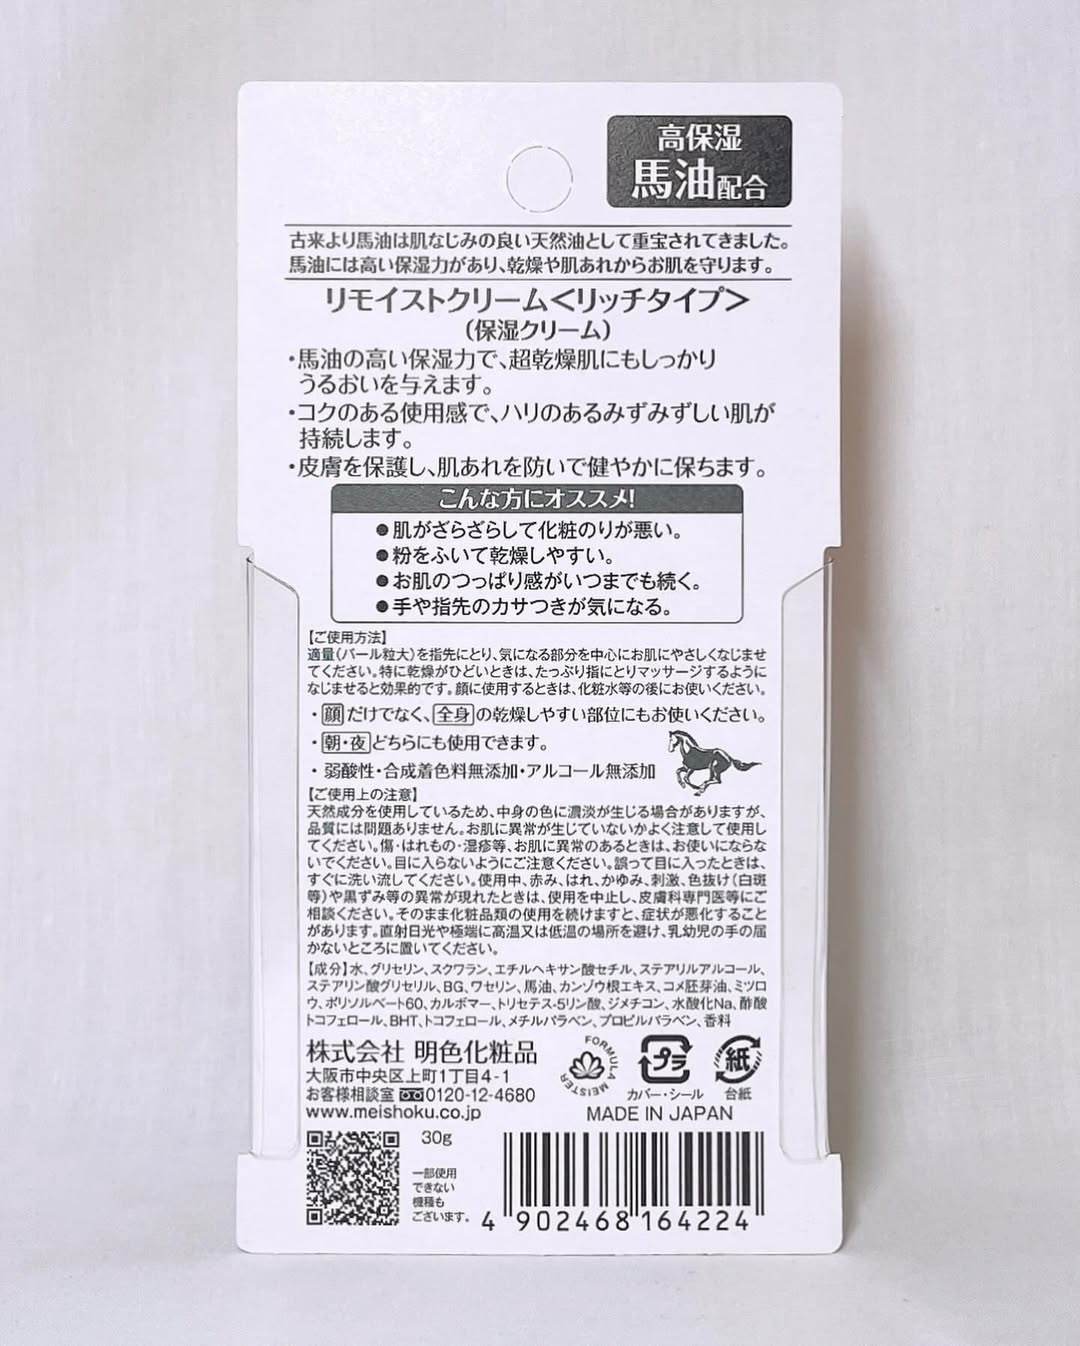 高保湿
馬油配合
古来より馬油は肌なじみの良い天然油として重宝されてきました。
馬油には高い保湿力があり、乾燥や肌あれからお肌を守ります。
リモイストクリーム＜リッチタイプ＞
（保湿クリーム）
・馬油の高い保湿力で、超乾燥肌にもしっかり
うるおいを与えます。
・コクのある使用感で、ハリのあるみずみずしい肌が
持続します。
・皮膚を保護し、肌あれを防いで健やかに保ちます。
こんな方にオススメ!
●肌がざらざらして化粧のりが悪い。
●粉をふいて乾燥しやすい。
●お肌のつっぱり感がいつまでも続く。
●手や指先のカサつきが気になる。
【ご使用方法】
適量（パール粒大）を指先にとり、気になる部分を中心にお肌にやさしくなじませ
てください。特に乾燥がひどいときは、たっぷり指にとりマッサージするように
なじませると効果的です。顔に使用するときは、化粧水等の後にお使いください。
・顔だけでなく、全身の乾燥しやすい部位にもお使いください。
・朝・夜どちらにも使用できます。
・弱酸性・合成着色料無添加・アルコール無添加
【ご使用上の注意】
天然成分を使用しているため、中身の色に濃淡が生じる場合がありますが、
品質には問題ありません。お肌に異常が生じていないかよく注意して使用し
てください。傷・はれもの・湿疹等、お肌に異常のあるときは、お使いにならな
いでください。目に入らないようにご注意ください。誤って目に入ったときは、
すぐに洗い流してください。使用中、赤み、はれ、かゆみ、刺激、色抜け（白斑
等）や黒ずみ等の異常が現れたときは、使用を中止し、皮膚科専門医等にご
相談ください。そのまま化粧品類の使用を続けますと、症状が悪化すること
があります。直射日光や極端に高温又は低温の場所を避け、乳幼児の手の届
かないところに置いてください。
【成分】水、グリセリン、スクワラン、エチルヘキサン酸セチル、ステアリルアルコール、
ステアリン酸グリセリル、BG、ワセリン、馬油、カンゾウ根エキス、コメ胚芽油、ミツロ
ウ、ポリソルベート60、カルボマー、トリセテス-5リン酸、ジメチコン、水酸化Na、酢酸
トコフェロール、BHT、トコフェロール、メチルパラベン、プロピルパラベン、香料
株式会社 明色化粧品
大阪市中央区上町1丁目4-1
お客様相談室 0120-12-4680
www.meishoku.co.jp
FORMULA MEISTER
プラ
カバー・シール
紙
台紙
MADE IN JAPAN
30g
一部使用
できない
機種も
ございます。
4 902468 164224